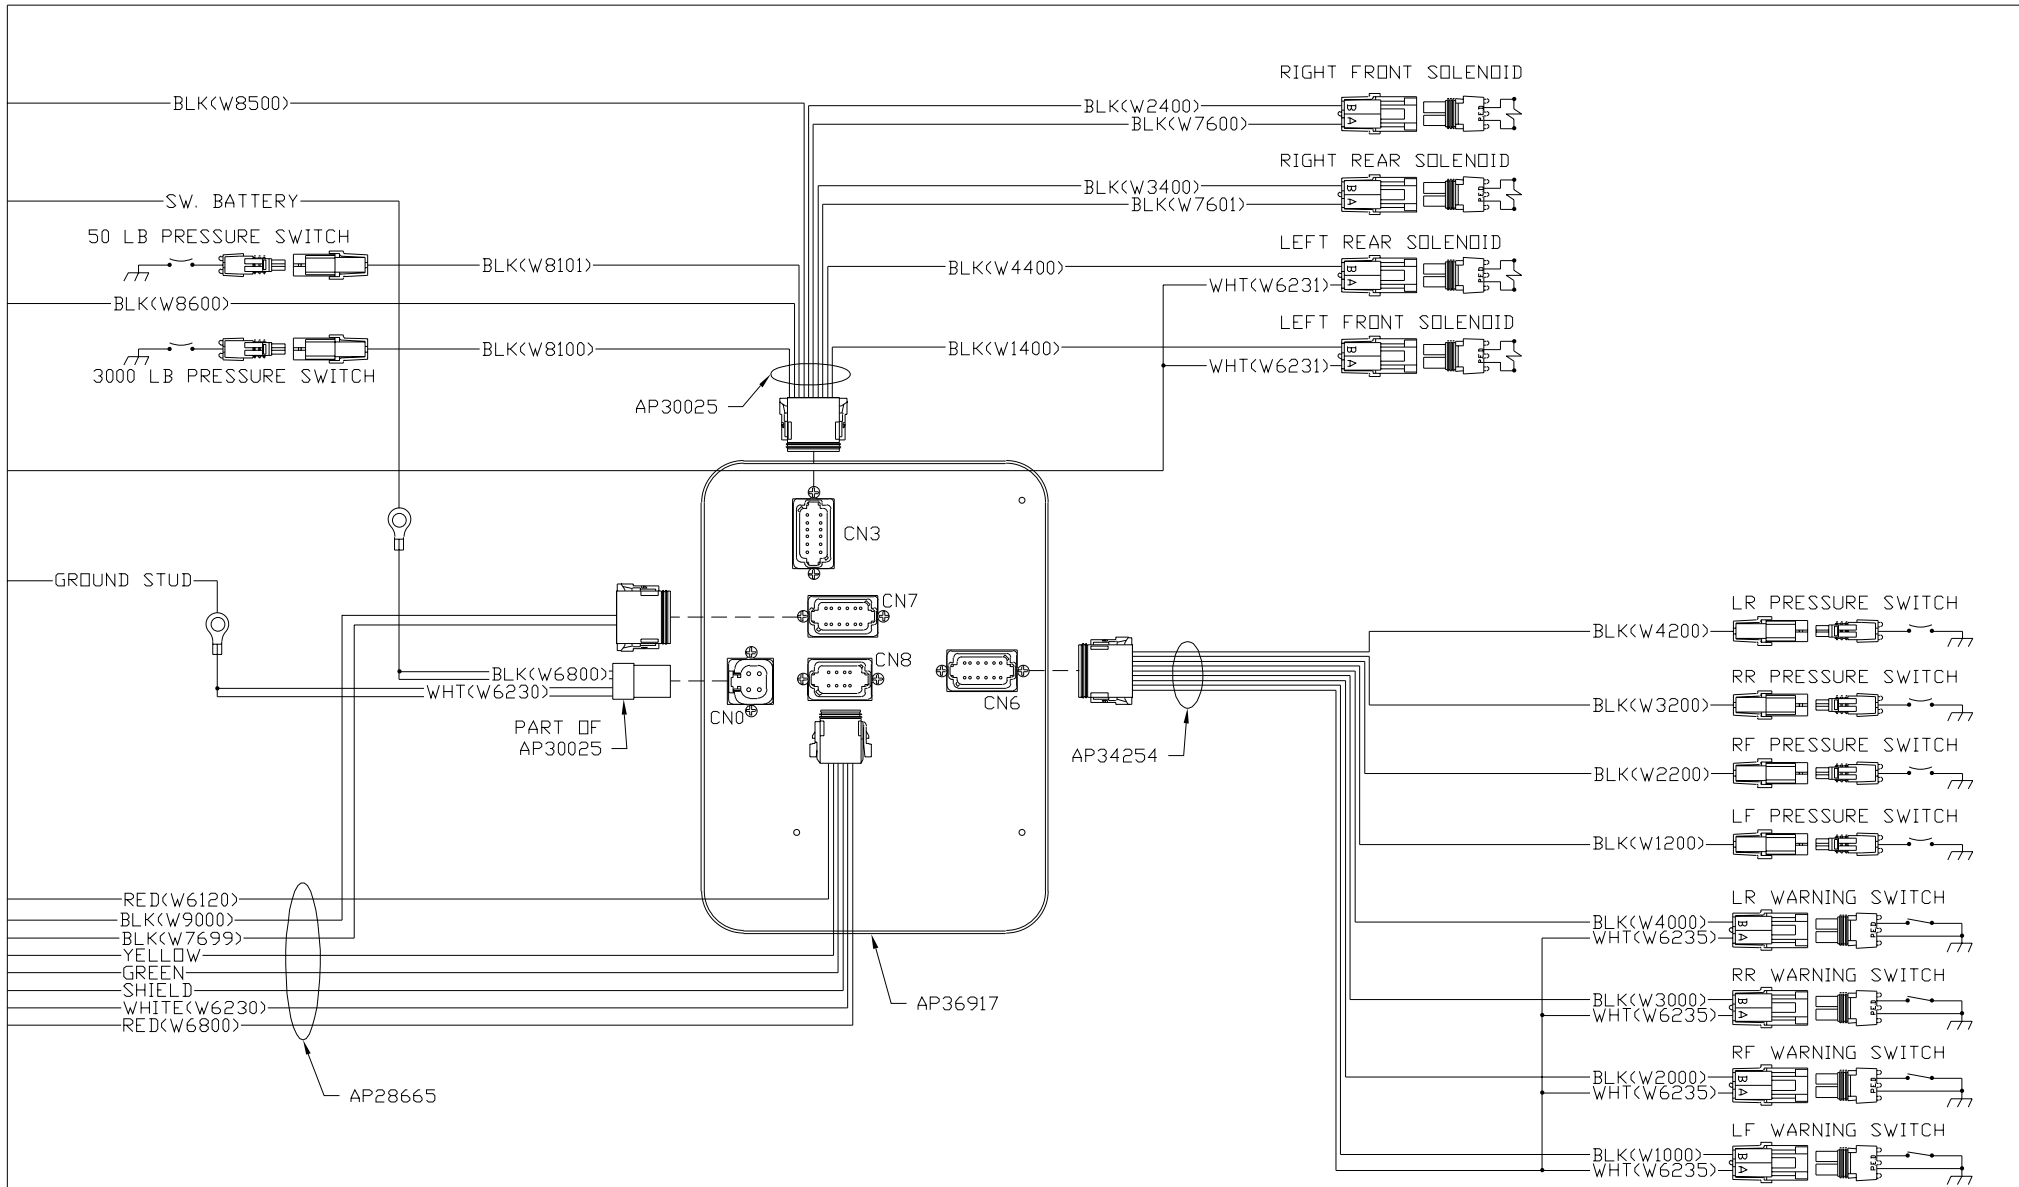 RIGHT FRONT SOLENOID
BLK(W8500)
BLK(W2400)
BLK(W7600)
B
A
P.E.D
RIGHT REAR SOLENOID
BLK(W3400)
BLK(W7601)
B
A
P.E.D
SW. BATTERY
50 LB PRESSURE SWITCH
BLK(W8101)
LEFT REAR SOLENOID
BLK(W4400)
WHT(W6231)
B
A
P.E.D
BLK(W8600)
LEFT FRONT SOLENOID
BLK(W8100)
BLK(W1400)
WHT(W6231)
B
A
P.E.D
3000 LB PRESSURE SWITCH
AP30025
CN3
GROUND STUD
CN7
CN8
BLK(W6800)
WHT(W6230)
CN0
CN6
PART OF
AP30025
AP34254
LR PRESSURE SWITCH
BLK(W4200)
RR PRESSURE SWITCH
BLK(W3200)
RF PRESSURE SWITCH
BLK(W2200)
LF PRESSURE SWITCH
BLK(W1200)
LR WARNING SWITCH
BLK(W4000)
WHT(W6235)
B
A
P.E.D
RR WARNING SWITCH
BLK(W3000)
WHT(W6235)
B
A
P.E.D
RF WARNING SWITCH
BLK(W2000)
WHT(W6235)
B
A
P.E.D
LF WARNING SWITCH
BLK(W1000)
WHT(W6235)
B
A
P.E.D
RED(W6120)
BLK(W9000)
BLK(W7699)
YELLOW
GREEN
SHIELD
WHITE(W6230)
RED(W6800)
AP36917
AP28665